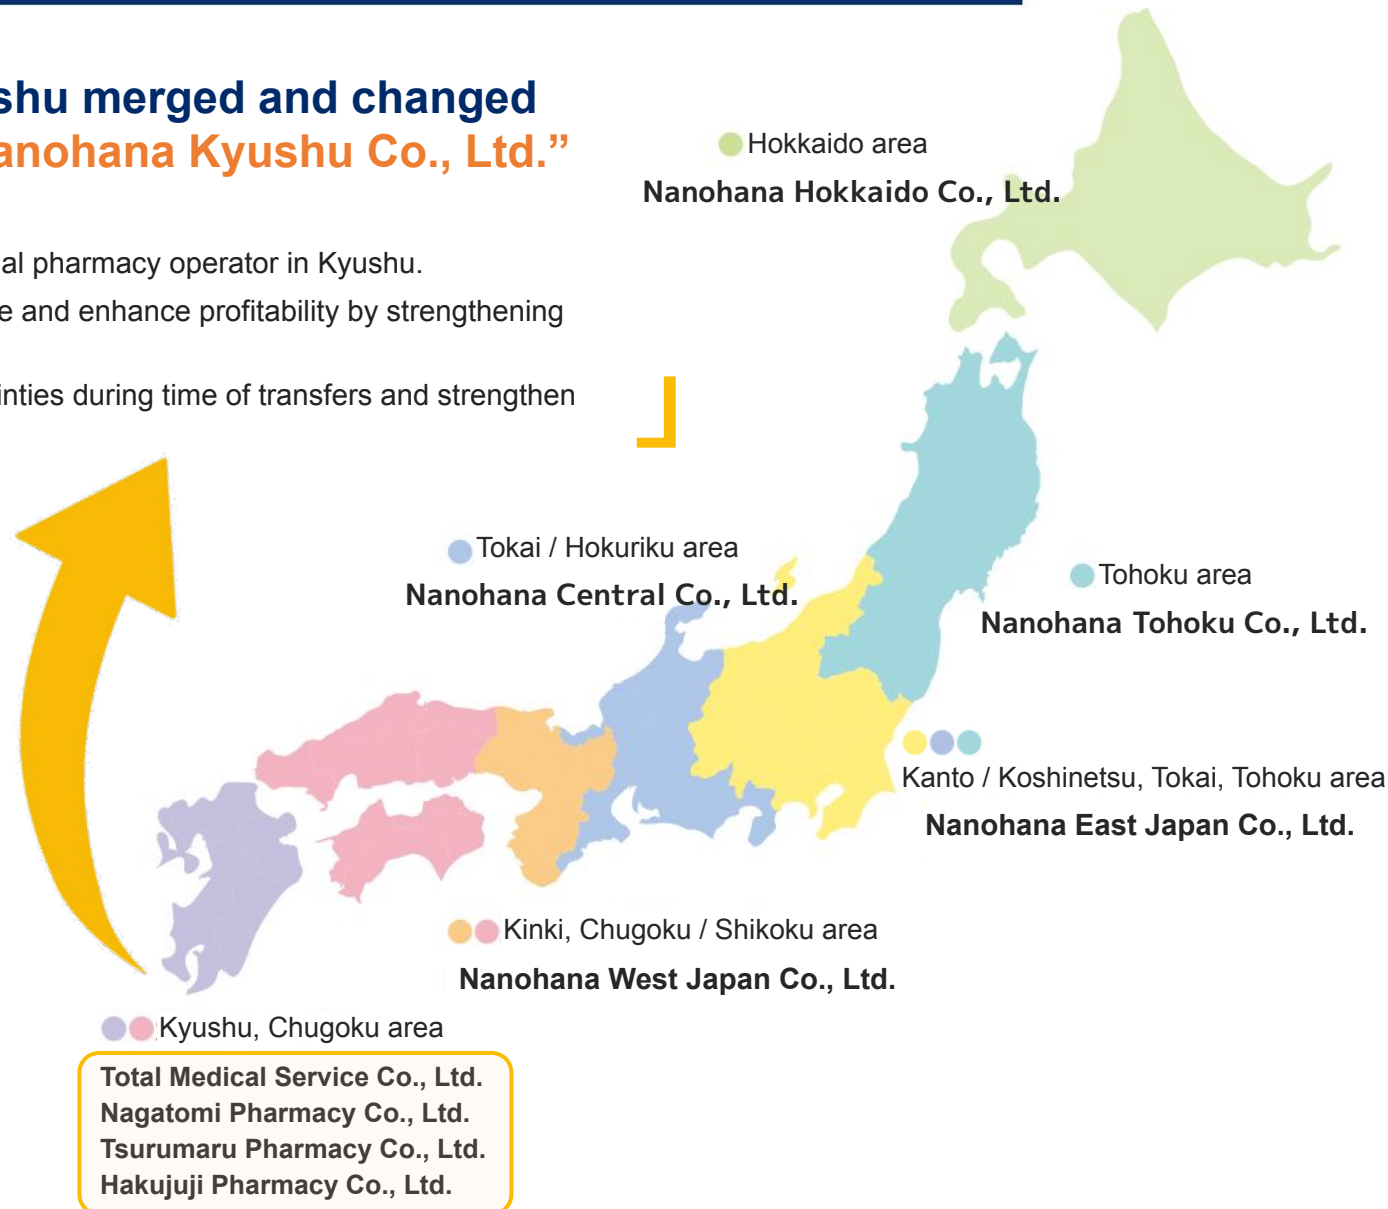 shu merged and changed
anohana Kyushu Co., Ltd.”
al pharmacy operator in Kyushu.
e and enhance profitability by strengthening
inties during time of transfers and strengthen
Hokkaido area
Nanohana Hokkaido Co., Ltd.
Tokai / Hokuriku area
Nanohana Central Co., Ltd.
Tohoku area
Nanohana Tohoku Co., Ltd.
Kanto / Koshinetsu, Tokai, Tohoku area
Nanohana East Japan Co., Ltd.
Kinki, Chugoku / Shikoku area
Nanohana West Japan Co., Ltd.
Kyushu, Chugoku area
Total Medical Service Co., Ltd.
Nagatomi Pharmacy Co., Ltd.
Tsurumaru Pharmacy Co., Ltd.
Hakujuji Pharmacy Co., Ltd.